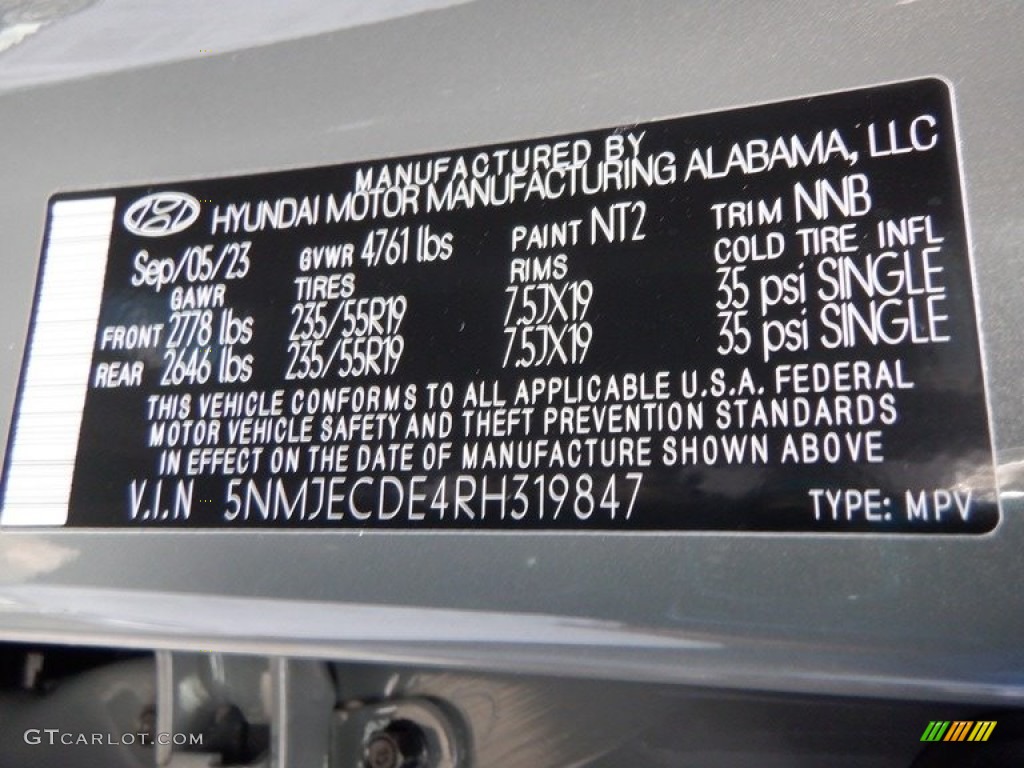 MANUFACTURED BY
HYUNDAI MOTOR MANUFACTURING ALABAMA, LLC
Sep/05/23 GVWR 4761 lbs PAINT NT2 TRIM NNB
GAWR TIRES RIMS COLD TIRE INFL
FRONT 2778 lbs 235/55R19 7.5JX19 35 psi SINGLE
REAR 2646 lbs 235/55R19 7.5JX19 35 psi SINGLE
THIS VEHICLE CONFORMS TO ALL APPLICABLE U.S.A. FEDERAL
MOTOR VEHICLE SAFETY AND THEFT PREVENTION STANDARDS
IN EFFECT ON THE DATE OF MANUFACTURE SHOWN ABOVE
V.I.N 5NMJECDE4RH319847 TYPE: MPV
GTCARLOT.COM